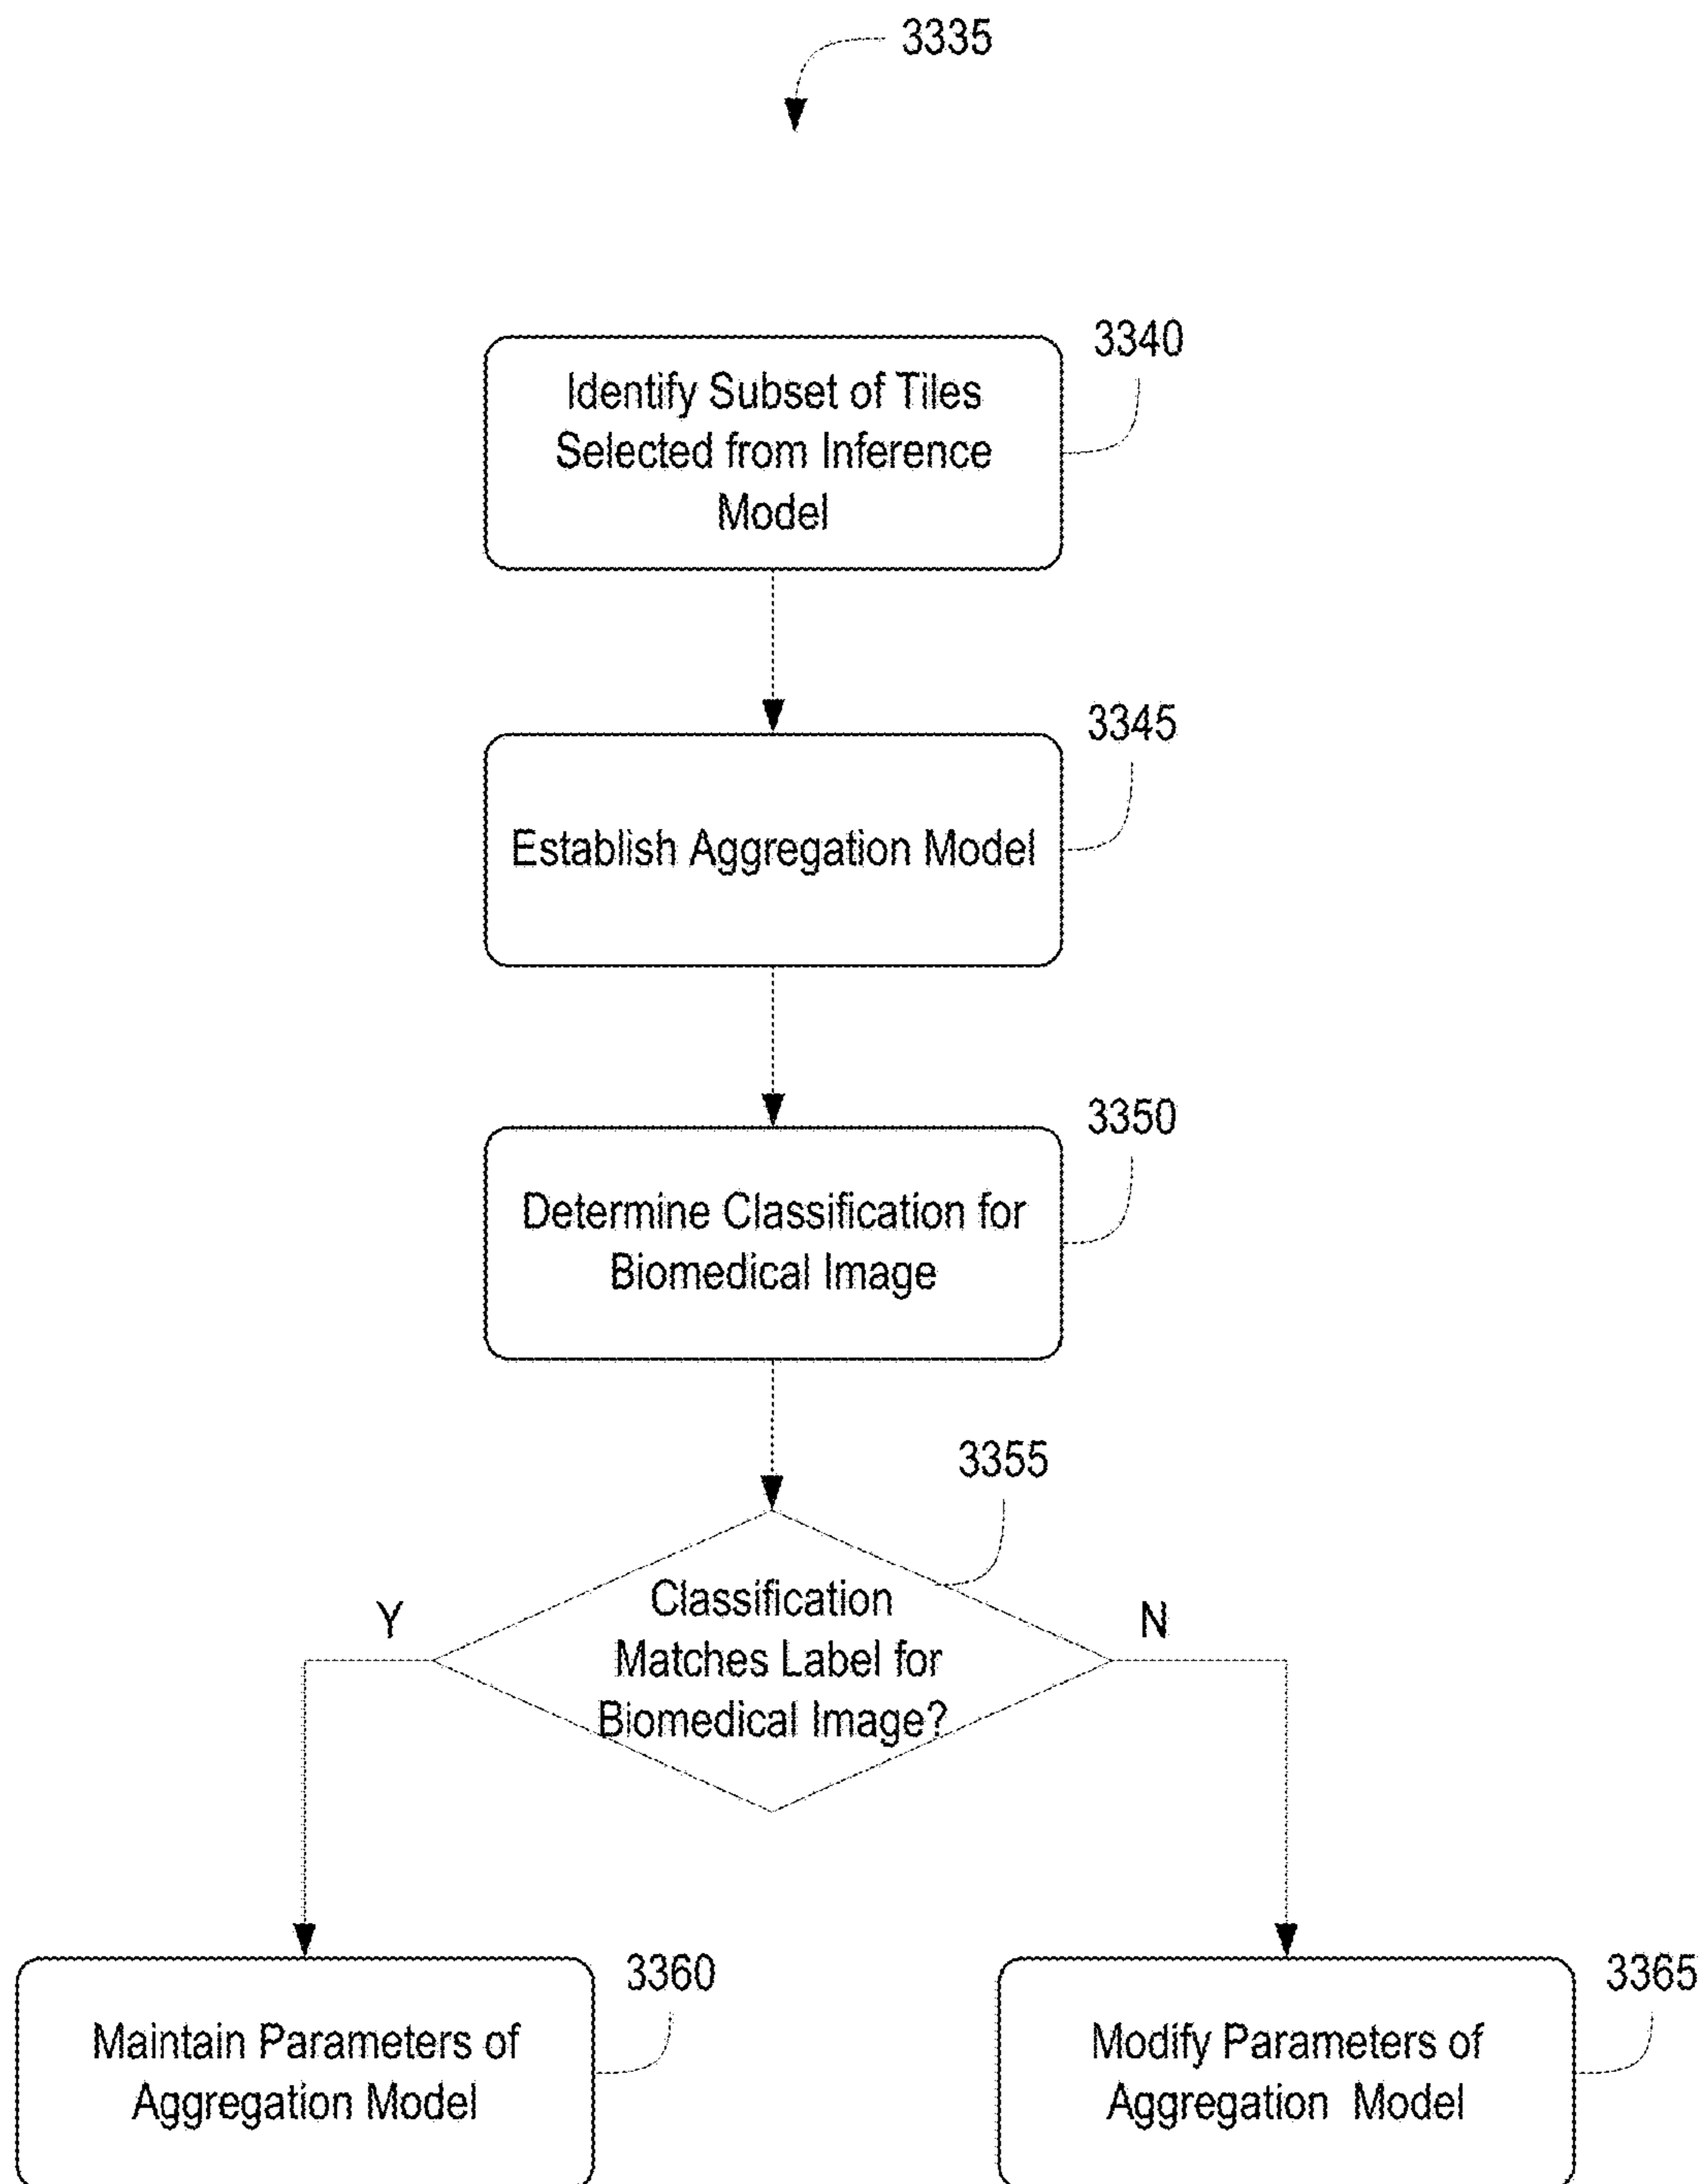 3335
3340
Identify Subset of Tiles
Selected from Inference
Model
3345
Establish Aggregation Model
3350
Determine Classification for
Biomedical Image
3355
Classification
Matches Label for
Biomedical Image?
Y
N
3360
Maintain Parameters of
Aggregation Model
3365
Modify Parameters of
Aggregation Model